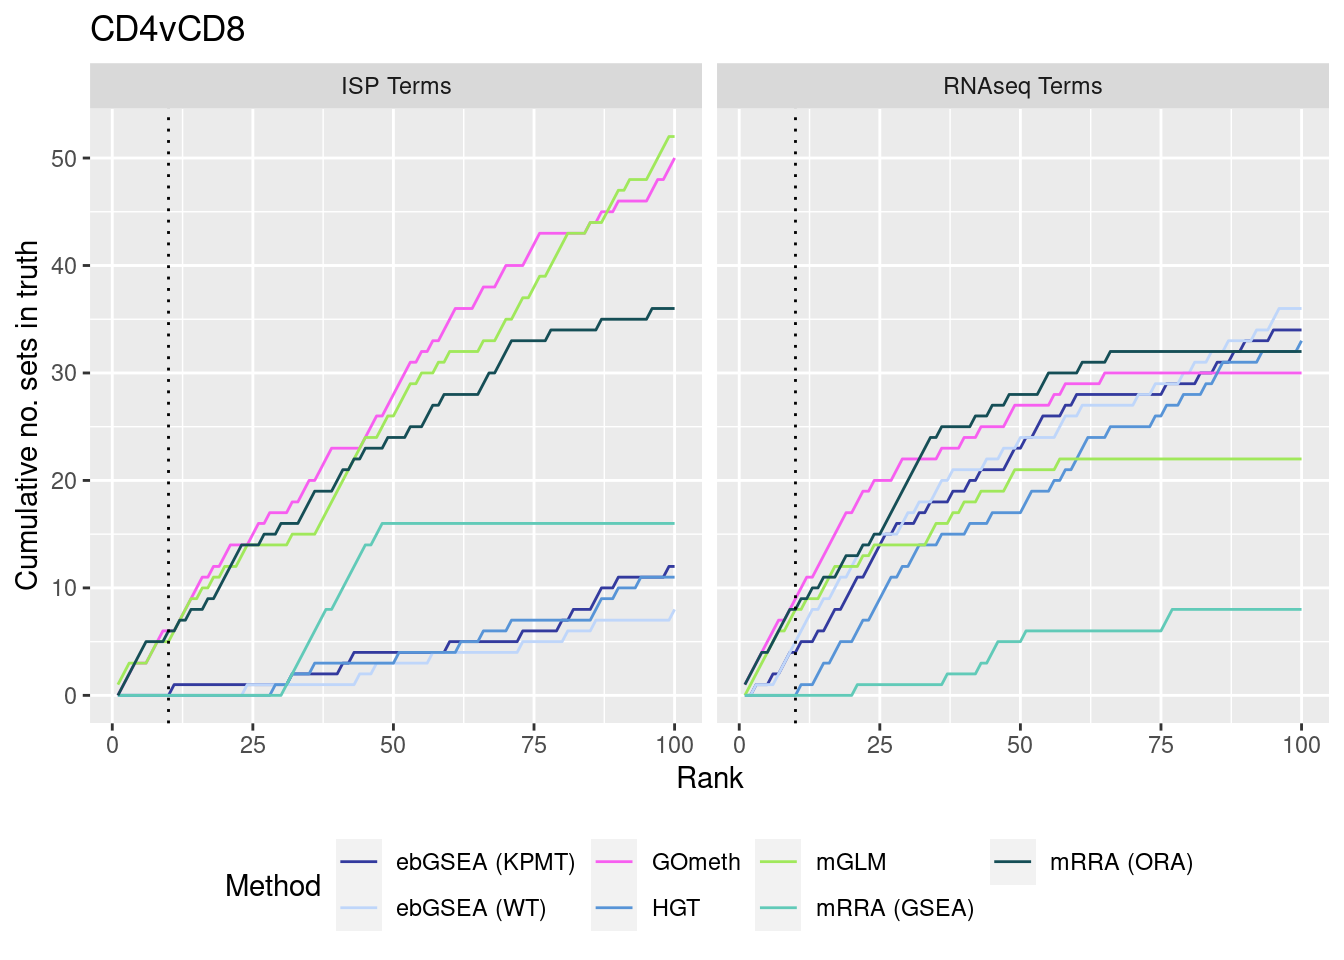 CD4vCD8
ISP Terms
RNAseq Terms
Cumulative no. sets in truth
50
40
30
20
10
0
0 25 50 75 100
0 25 50 75 100
Rank
Method
ebGSEA (KPMT) GOmeth mGLM mRRA (ORA)
ebGSEA (WT) HGT mRRA (GSEA)